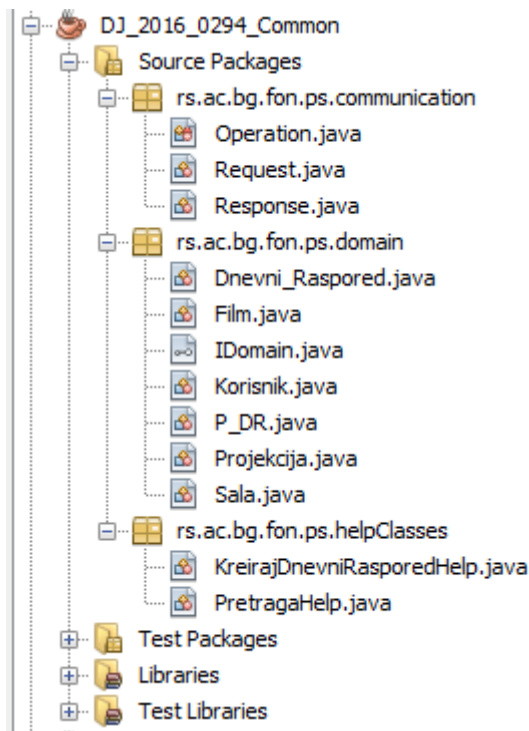 DJ_2016_0294_Common
Source Packages
rs.ac.bg.fon.ps.communication
Operation.java
Request.java
Response.java
rs.ac.bg.fon.ps.domain
Dnevni_Raspored.java
Film.java
IDomain.java
Korisnik.java
P_DR.java
Projekcija.java
Sala.java
rs.ac.bg.fon.ps.helpClasses
KreirajDnevniRasporedHelp.java
PretragaHelp.java
Test Packages
Libraries
Test Libraries